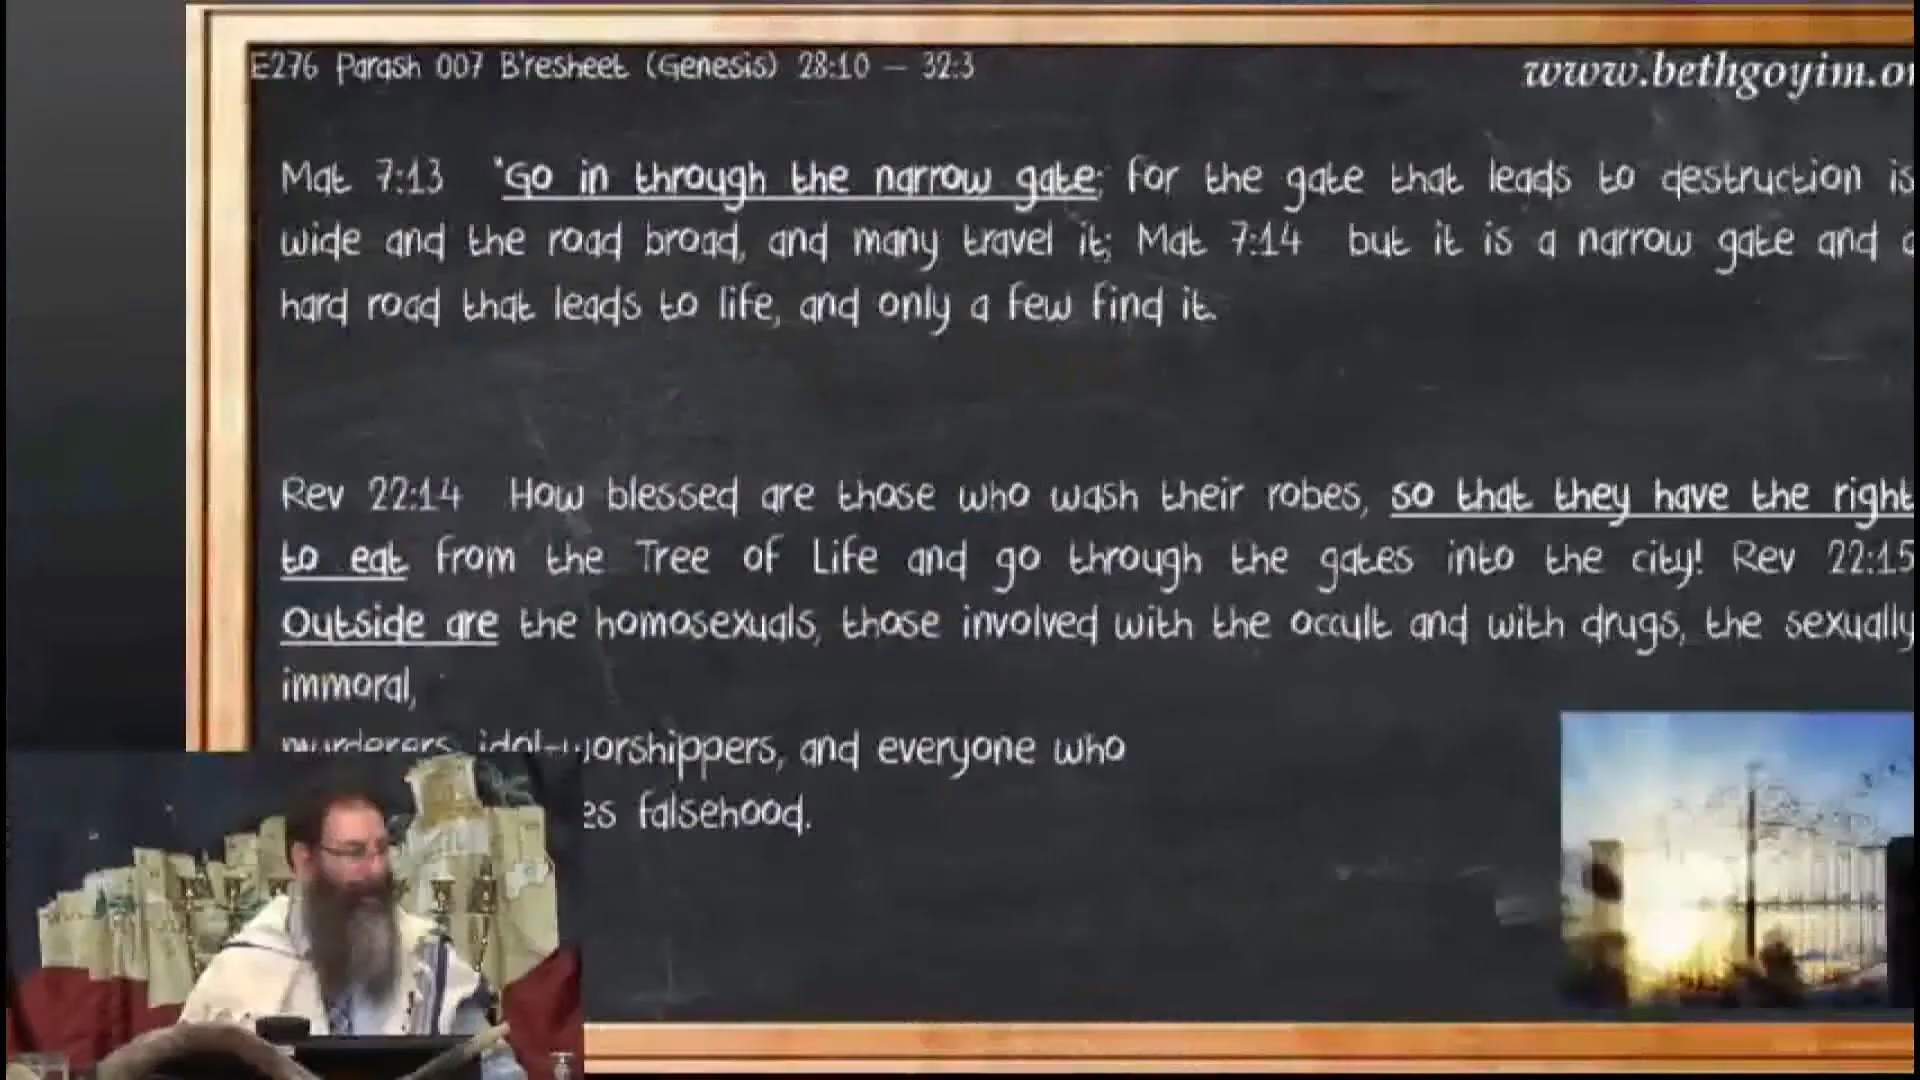 E276 Parash 007 B'resheet (Genesis) 28:10 – 32:3
www.bethgoyim.o
Mat 7:13 "Go in through the narrow gate; for the gate that leads to destruction is
wide and the road broad, and many travel it; Mat 7:14 but it is a narrow gate and
hard road that leads to life, and only a few find it.
Rev 22:14 How blessed are those who wash their robes, so that they have the right
to eat from the Tree of Life and go through the gates into the city! Rev 22:15
Outside are the homosexuals, those involved with the occult and with drugs, the sexually
immoral,
murderers, idol-worshippers, and everyone who
es falsehood.